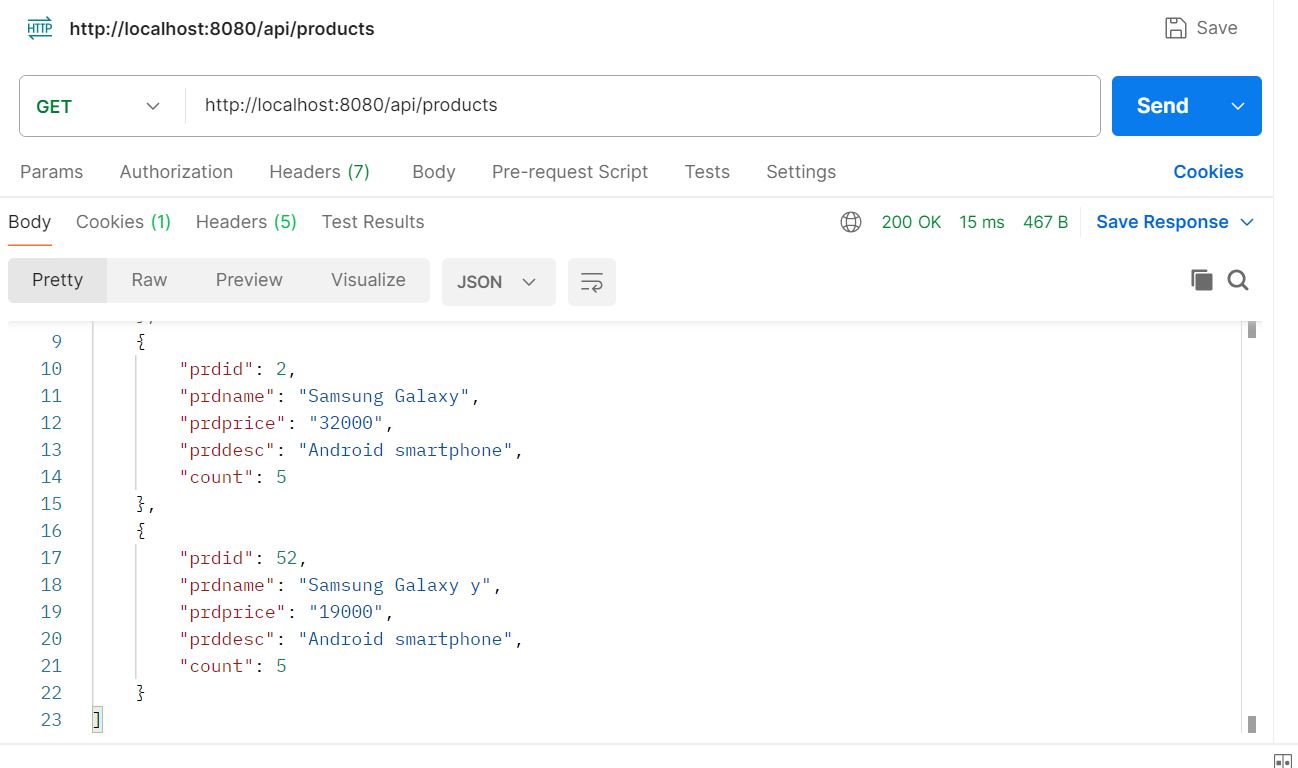 HTTP http://localhost:8080/api/products Save
GET http://localhost:8080/api/products Send
Params Authorization Headers (7) Body Pre-request Script Tests Settings Cookies
Body Cookies (1) Headers (5) Test Results 200 OK 15 ms 467 B Save Response
Pretty Raw Preview Visualize JSON
9 {
10 "prdid": 2,
11 "prdname": "Samsung Galaxy",
12 "prdprice": "32000",
13 "prddesc": "Android smartphone",
14 "count": 5
15 },
16 {
17 "prdid": 52,
18 "prdname": "Samsung Galaxy y",
19 "prdprice": "19000",
20 "prddesc": "Android smartphone",
21 "count": 5
22 }
23 ]